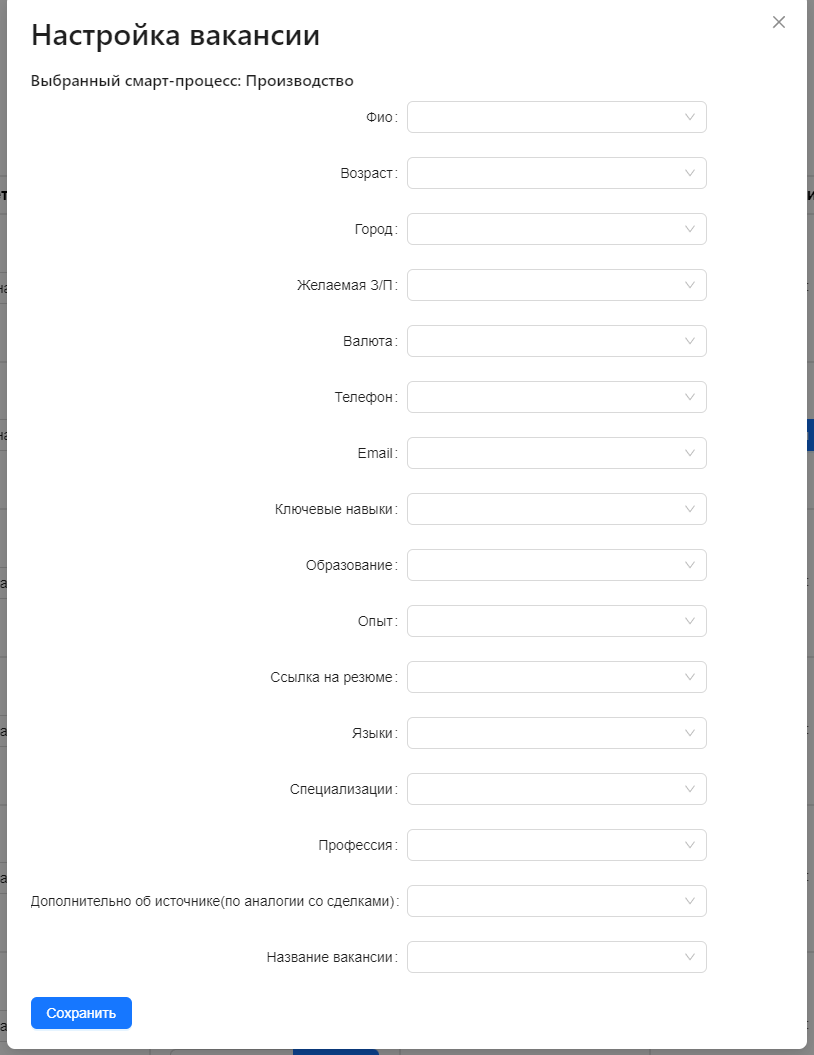 Настройка вакансии
Выбранный смарт-процесс: Производство
Фио:
Возраст:
Город:
Желаемая З/П:
Валюта:
Телефон:
Email:
Ключевые навыки:
Образование:
Опыт:
Ссылка на резюме:
Языки:
Специализации:
Профессия:
Дополнительно об источнике(по аналогии со сделками):
Название вакансии:
Сохранить